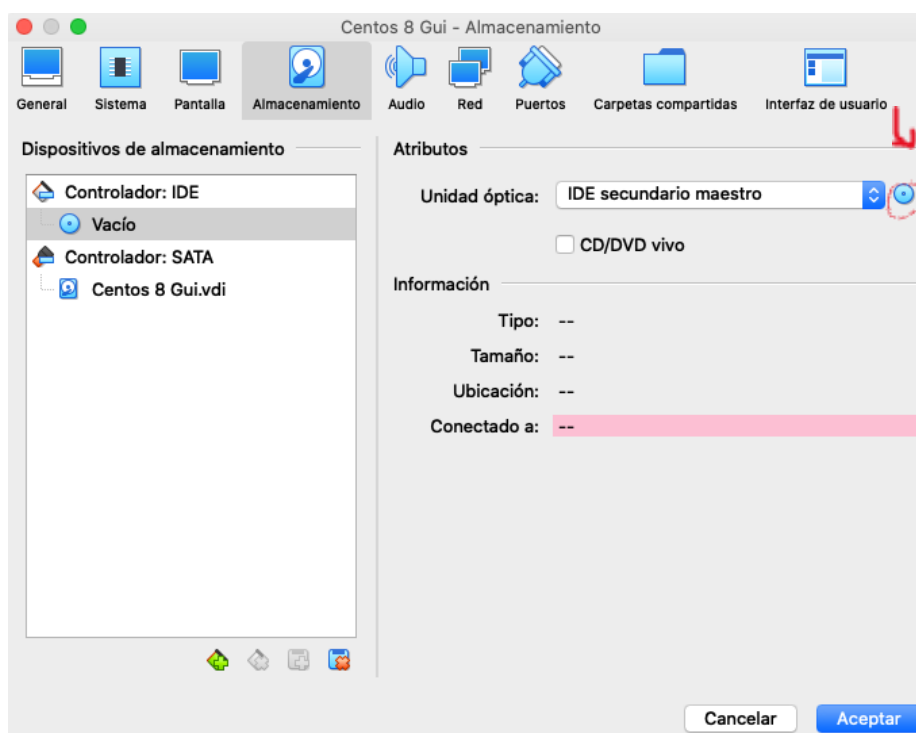 Centos 8 Gui - Almacenamiento
General Sistema Pantalla Almacenamiento Audio Red Puertos Carpetas compartidas Interfaz de usuario
Dispositivos de almacenamiento
Controlador: IDE
Vacío
Controlador: SATA
Centos 8 Gui.vdi
Atributos
Unidad óptica: IDE secundario maestro
CD/DVD vivo
Información
Tipo: --
Tamaño: --
Ubicación: --
Conectado a: --
Cancelar Aceptar